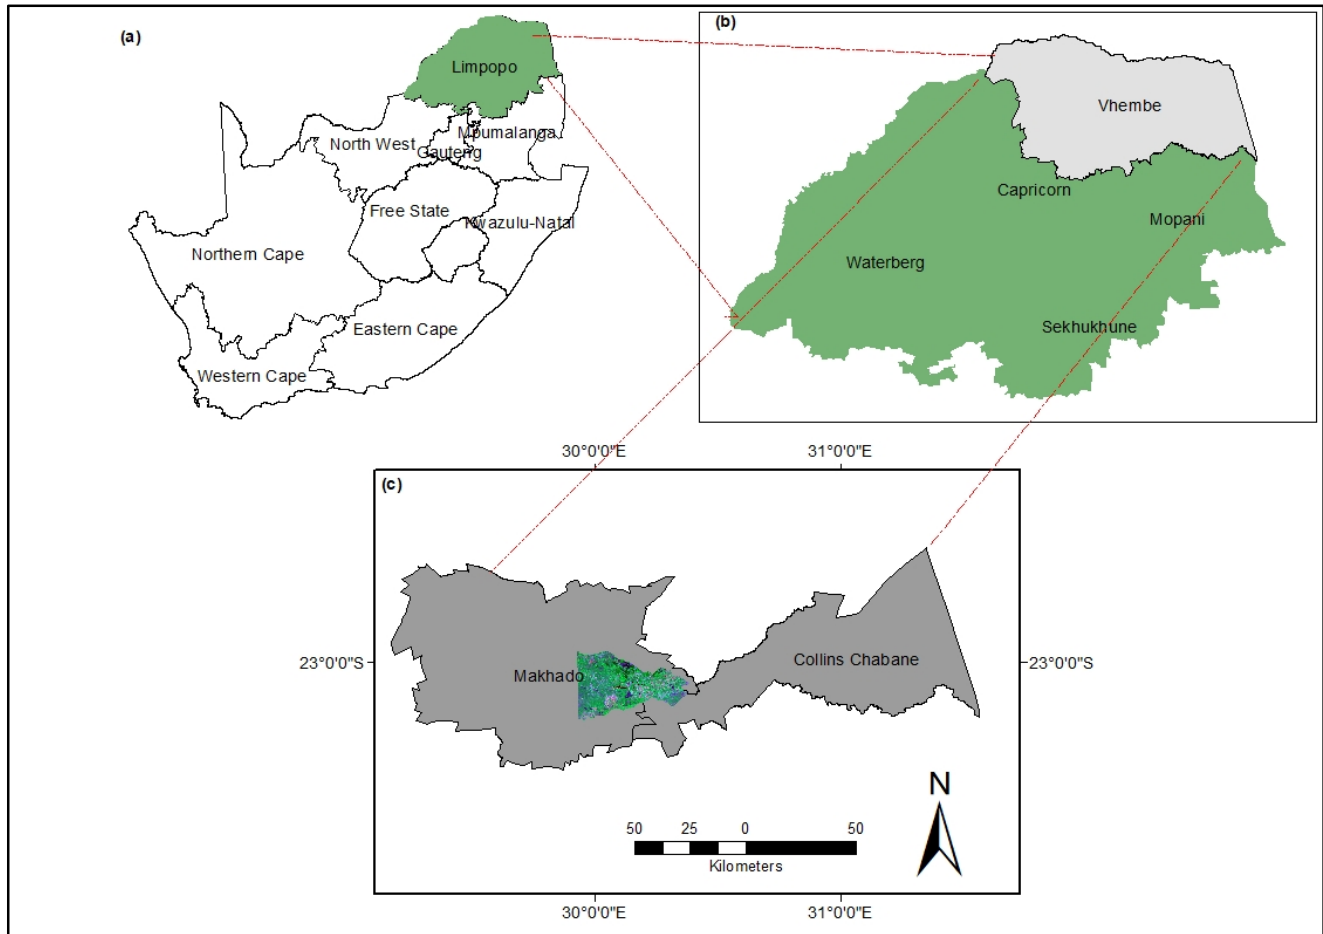 (a)
Limpopo
North West
Mpumalanga
Gauteng
Free State
Kwazulu-Natal
Northern Cape
Eastern Cape
Western Cape
(b)
Vhembe
Capricorn
Mopani
Waterberg
Sekhukhune
30°0'0"E
31°0'0"E
(c)
23°0'0"S
23°0'0"S
Makhado
Collins Chabane
N
50
25
0
50
Kilometers
30°0'0"E
31°0'0"E